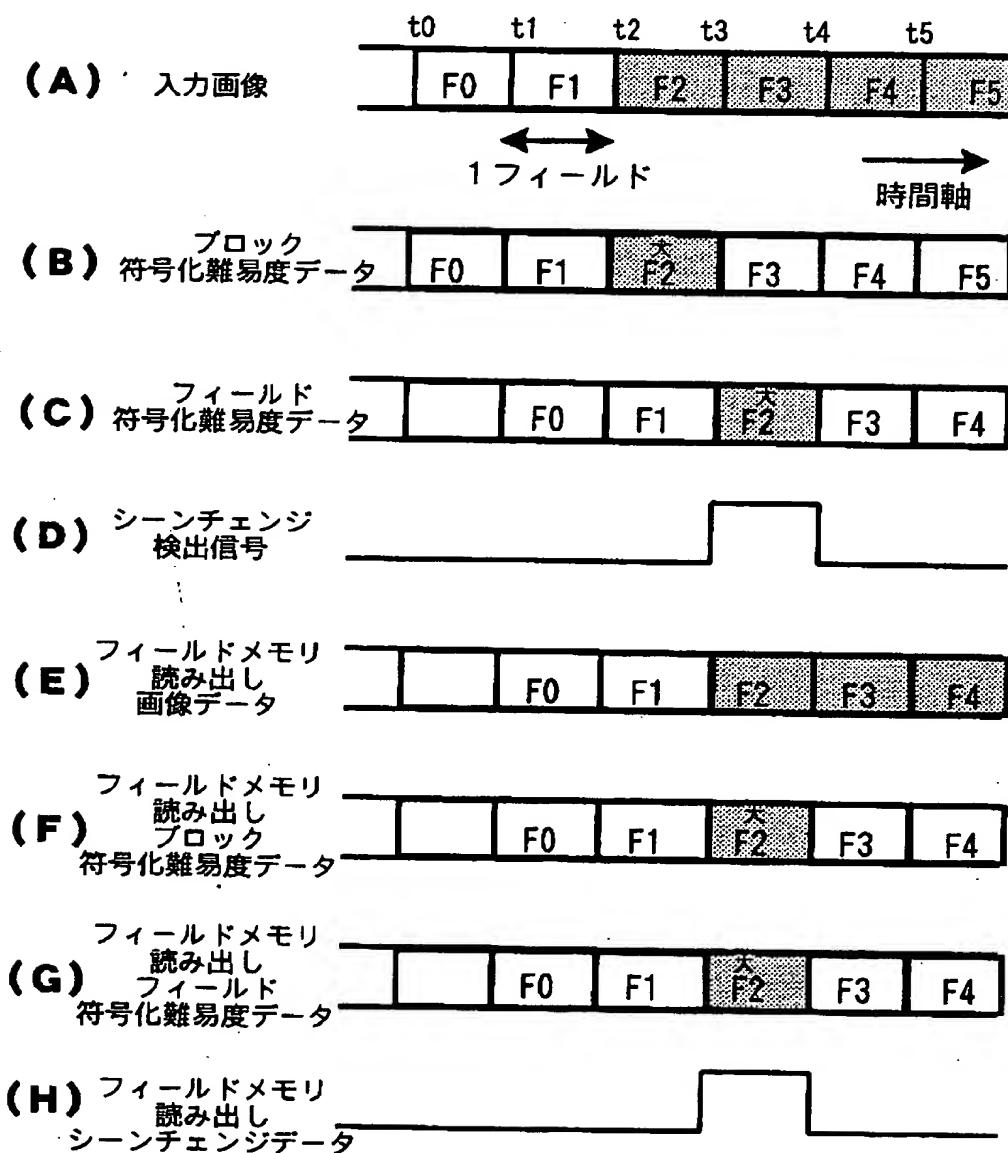 t0 t1 t2 t3 t4 t5
(A) 入力画像 F0 F1 F2 F3 F4 F5
1フィールド
時間軸
(B) ブロック
符号化難易度データ
F0 F1 大 F2 F3 F4 F5
(C) フィールド
符号化難易度データ
F0 F1 大 F2 F3 F4
(D) シーンチェンジ
検出信号
(E) フィールドメモリ
読み出し
画像データ
F0 F1 F2 F3 F4
(F) フィールドメモリ
読み出し
ブロック
符号化難易度データ
F0 F1 大 F2 F3 F4
(G) フィールドメモリ
読み出し
フィールド
符号化難易度データ
F0 F1 大 F2 F3 F4
(H) フィールドメモリ
読み出し
シーンチェンジデータ